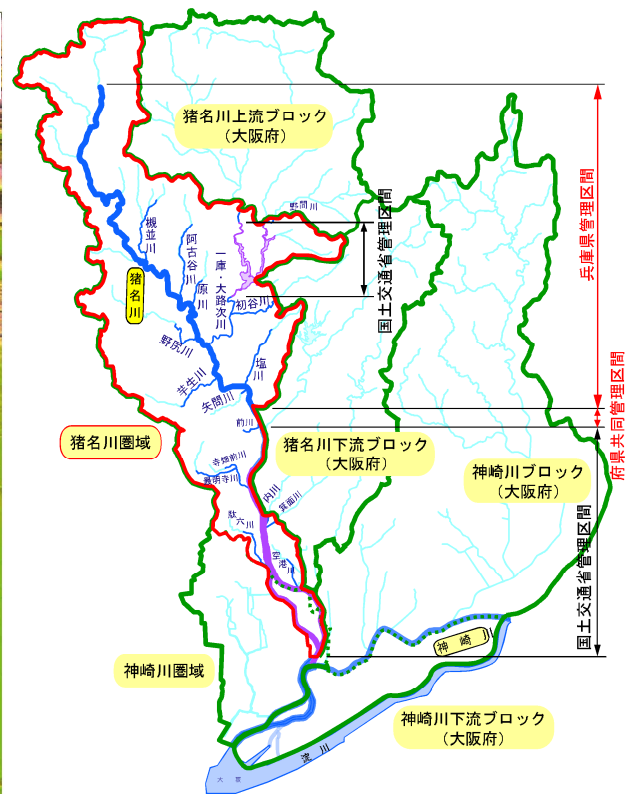 猪名川上流ブロック
(大阪府)
野間川
国土交通省管理区間
兵庫県管理区間
槻並川
阿古谷川
一庫・大路次川
猪名川
原川
初谷川
野尻川
塩川
芋生川
矢問川
府県共同管理区間
前川
猪名川圏域
猪名川下流ブロック
(大阪府)
神崎川ブロック
(大阪府)
寺畑前川
最明寺川
内川
箕面川
駄六川
国土交通省管理区間
空港川
神崎
神崎川圏域
神崎川下流ブロック
(大阪府)
淀川
大